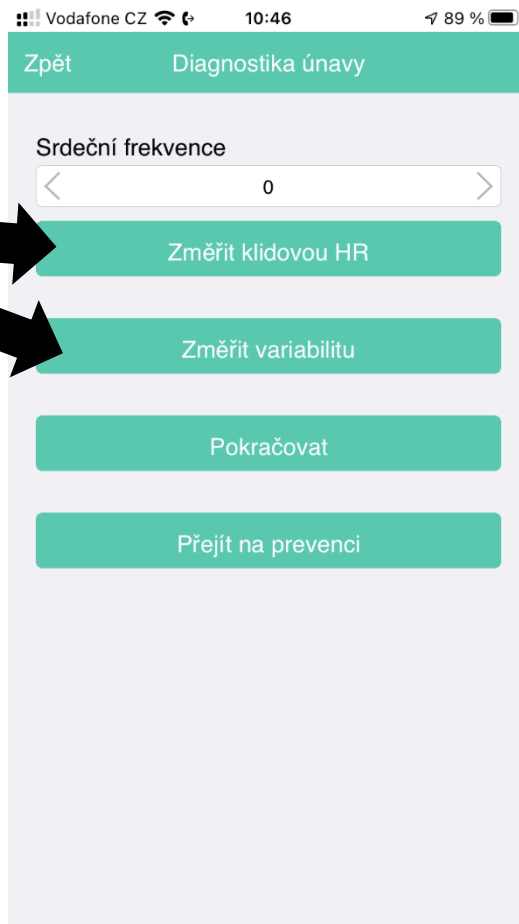 Vodafone CZ 10:46 89 %
Zpět Diagnostika únavy
Srdeční frekvence
0
Změřit klidovou HR
Změřit variabilitu
Pokračovat
Přejít na prevenci